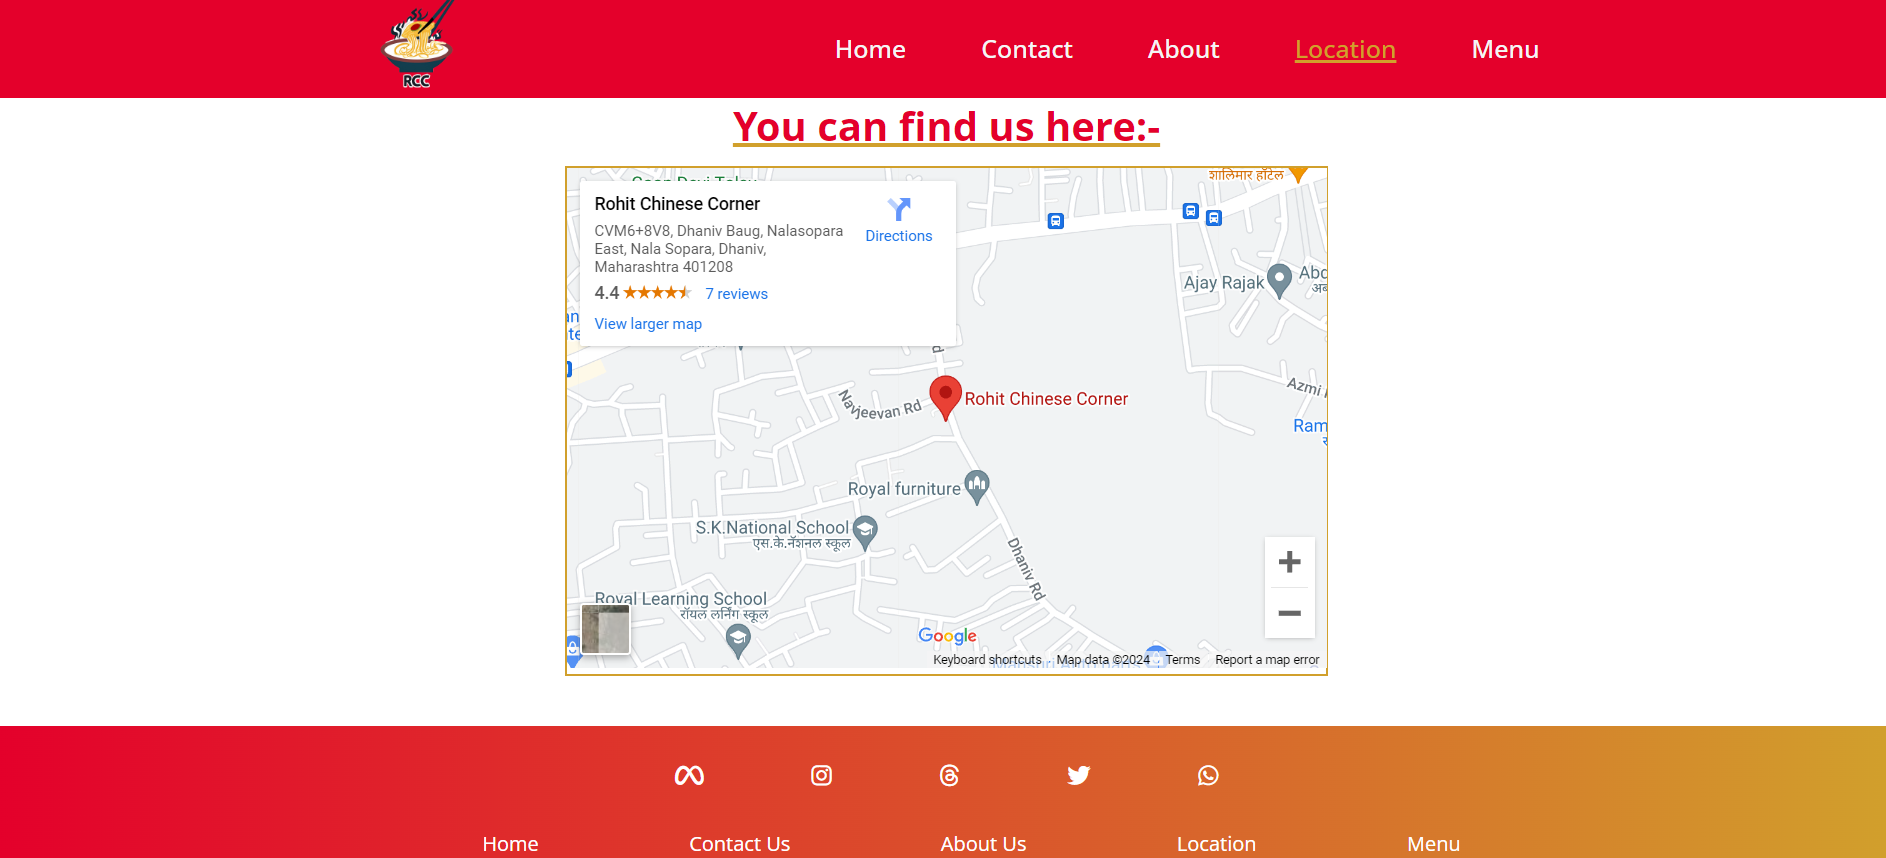 RCC
Home
Contact
About
Location
Menu
You can find us here:-
शालिमार हॉटेल
Rohit Chinese Corner
CVM6+8V8, Dhaniv Baug, Nalasopara
East, Nala Sopara, Dhaniv,
Maharashtra 401208
Directions
4.4
7 reviews
View larger map
Ajay Rajak
Navjeevan Rd
Rohit Chinese Corner
Azmi
Ram
Royal furniture
S.K.National School
एस.के.नॅशनल स्कूल
Dhaniv Rd
Royal Learning School
रॉयल लर्निंग स्कूल
Google
Keyboard shortcuts
Map data ©2024
Terms
Report a map error
Home
Contact Us
About Us
Location
Menu